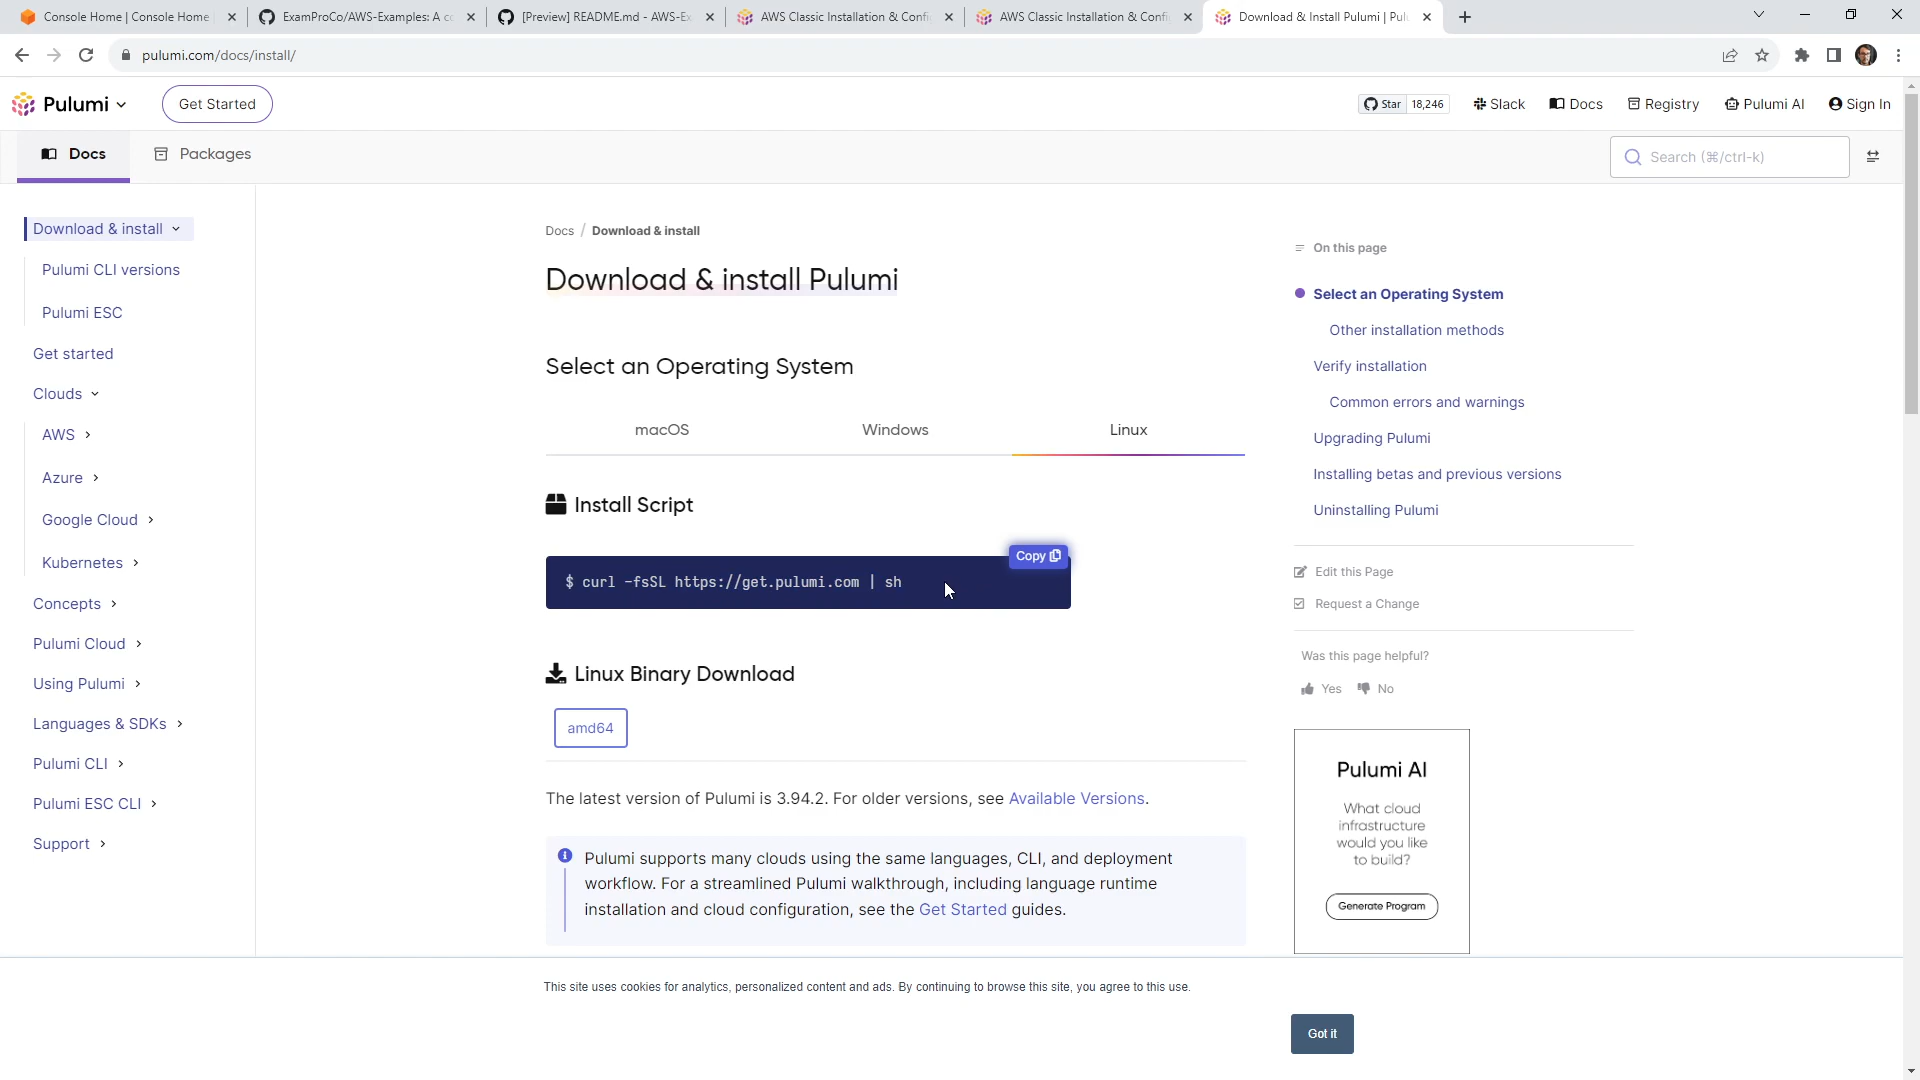 Console Home | Console Home
ExamProCo/AWS-Examples: A co
[Preview] README.md - AWS-Ex
AWS Classic Installation & Confi
AWS Classic Installation & Confi
Download & Install Pulumi | Pul
pulumi.com/docs/install/
Pulumi
Get Started
Star 18,246
Slack
Docs
Registry
Pulumi AI
Sign In
Docs
Packages
Search (⌘/ctrl-k)
Download & install
Pulumi CLI versions
Pulumi ESC
Get started
Clouds
AWS
Azure
Google Cloud
Kubernetes
Concepts
Pulumi Cloud
Using Pulumi
Languages & SDKs
Pulumi CLI
Pulumi ESC CLI
Support
Docs / Download & install
Download & install Pulumi
Select an Operating System
macOS
Windows
Linux
Install Script
Copy
$ curl -fsSL https://get.pulumi.com | sh
Linux Binary Download
amd64
The latest version of Pulumi is 3.94.2. For older versions, see Available Versions.
Pulumi supports many clouds using the same languages, CLI, and deployment
workflow. For a streamlined Pulumi walkthrough, including language runtime
installation and cloud configuration, see the Get Started guides.
On this page
Select an Operating System
Other installation methods
Verify installation
Common errors and warnings
Upgrading Pulumi
Installing betas and previous versions
Uninstalling Pulumi
Edit this Page
Request a Change
Was this page helpful?
Yes
No
Pulumi AI
What cloud
infrastructure
would you like
to build?
Generate Program
This site uses cookies for analytics, personalized content and ads. By continuing to browse this site, you agree to this use.
Got it